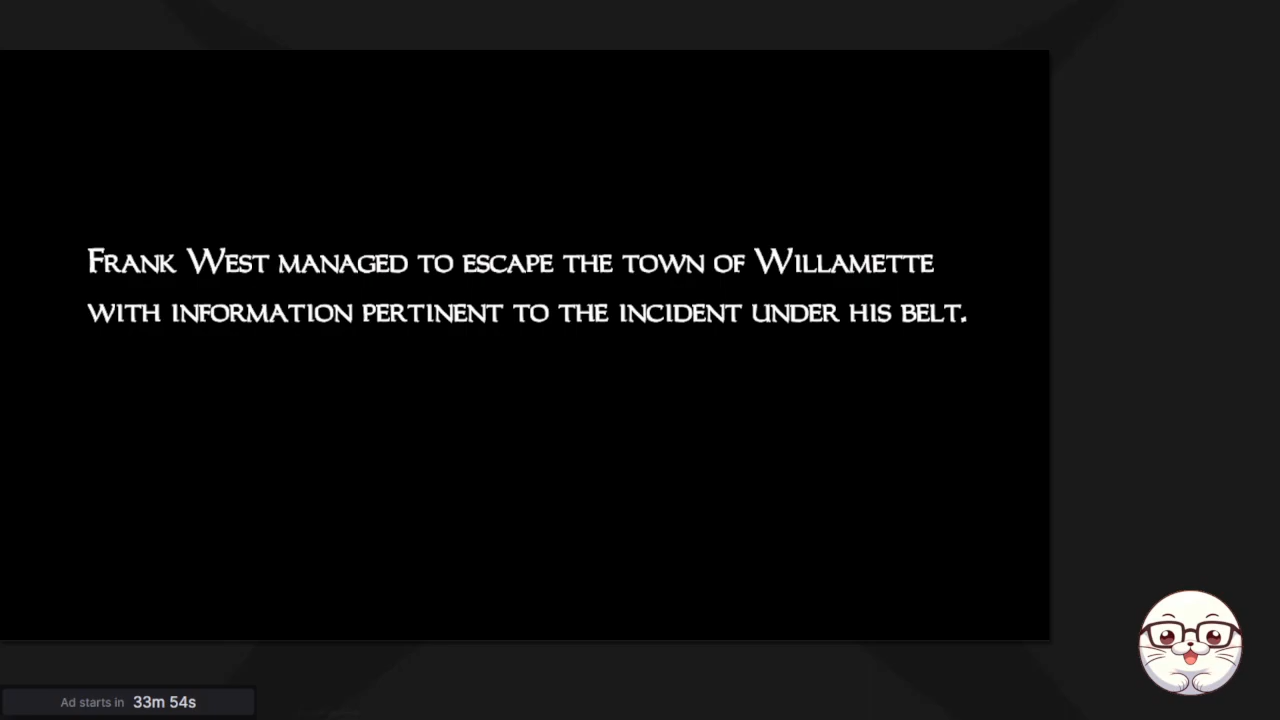 Frank West managed to escape the town of Willamette
with information pertinent to the incident under his belt.
Ad starts in 33m 54s